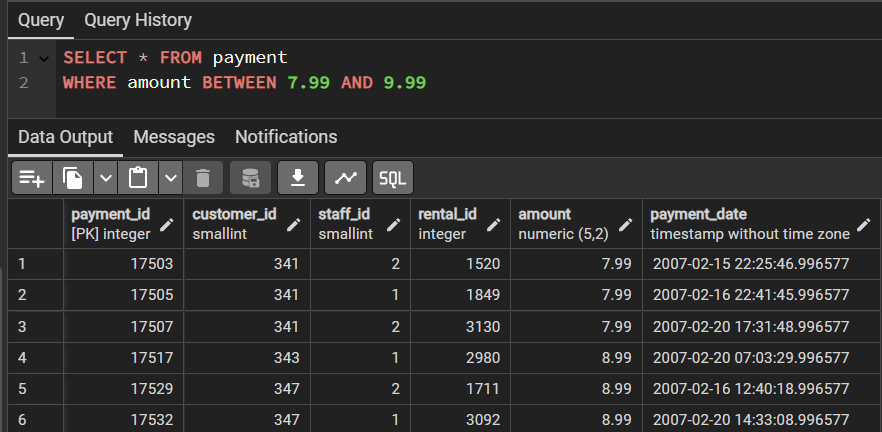 Query Query History
1 SELECT * FROM payment
2 WHERE amount BETWEEN 7.99 AND 9.99
Data Output Messages Notifications
SQL
payment_id customer_id staff_id rental_id amount payment_date
[PK] integer smallint smallint integer numeric (5,2) timestamp without time zone
1 17503 341 2 1520 7.99 2007-02-15 22:25:46.996577
2 17505 341 1 1849 7.99 2007-02-16 22:41:45.996577
3 17507 341 2 3130 7.99 2007-02-20 17:31:48.996577
4 17517 343 1 2980 8.99 2007-02-20 07:03:29.996577
5 17529 347 2 1711 8.99 2007-02-16 12:40:18.996577
6 17532 347 1 3092 8.99 2007-02-20 14:33:08.996577